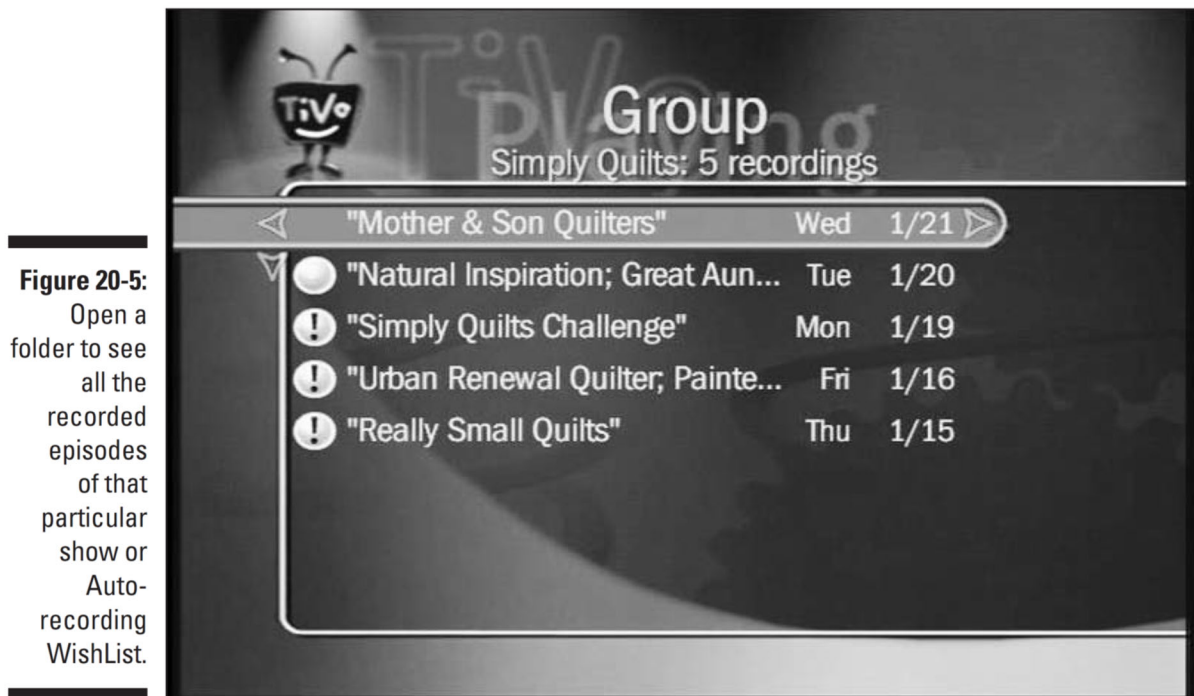 Figure 20-5:
Open a
folder to see
all the
recorded
episodes
of that
particular
show or
Auto-
recording
WishList.
TiVo
TiVo
Playing
Group
Simply Quilts: 5 recordings
"Mother & Son Quilters" Wed 1/21
"Natural Inspiration; Great Aun... Tue 1/20
! "Simply Quilts Challenge" Mon 1/19
! "Urban Renewal Quilter; Painte... Fri 1/16
! "Really Small Quilts" Thu 1/15